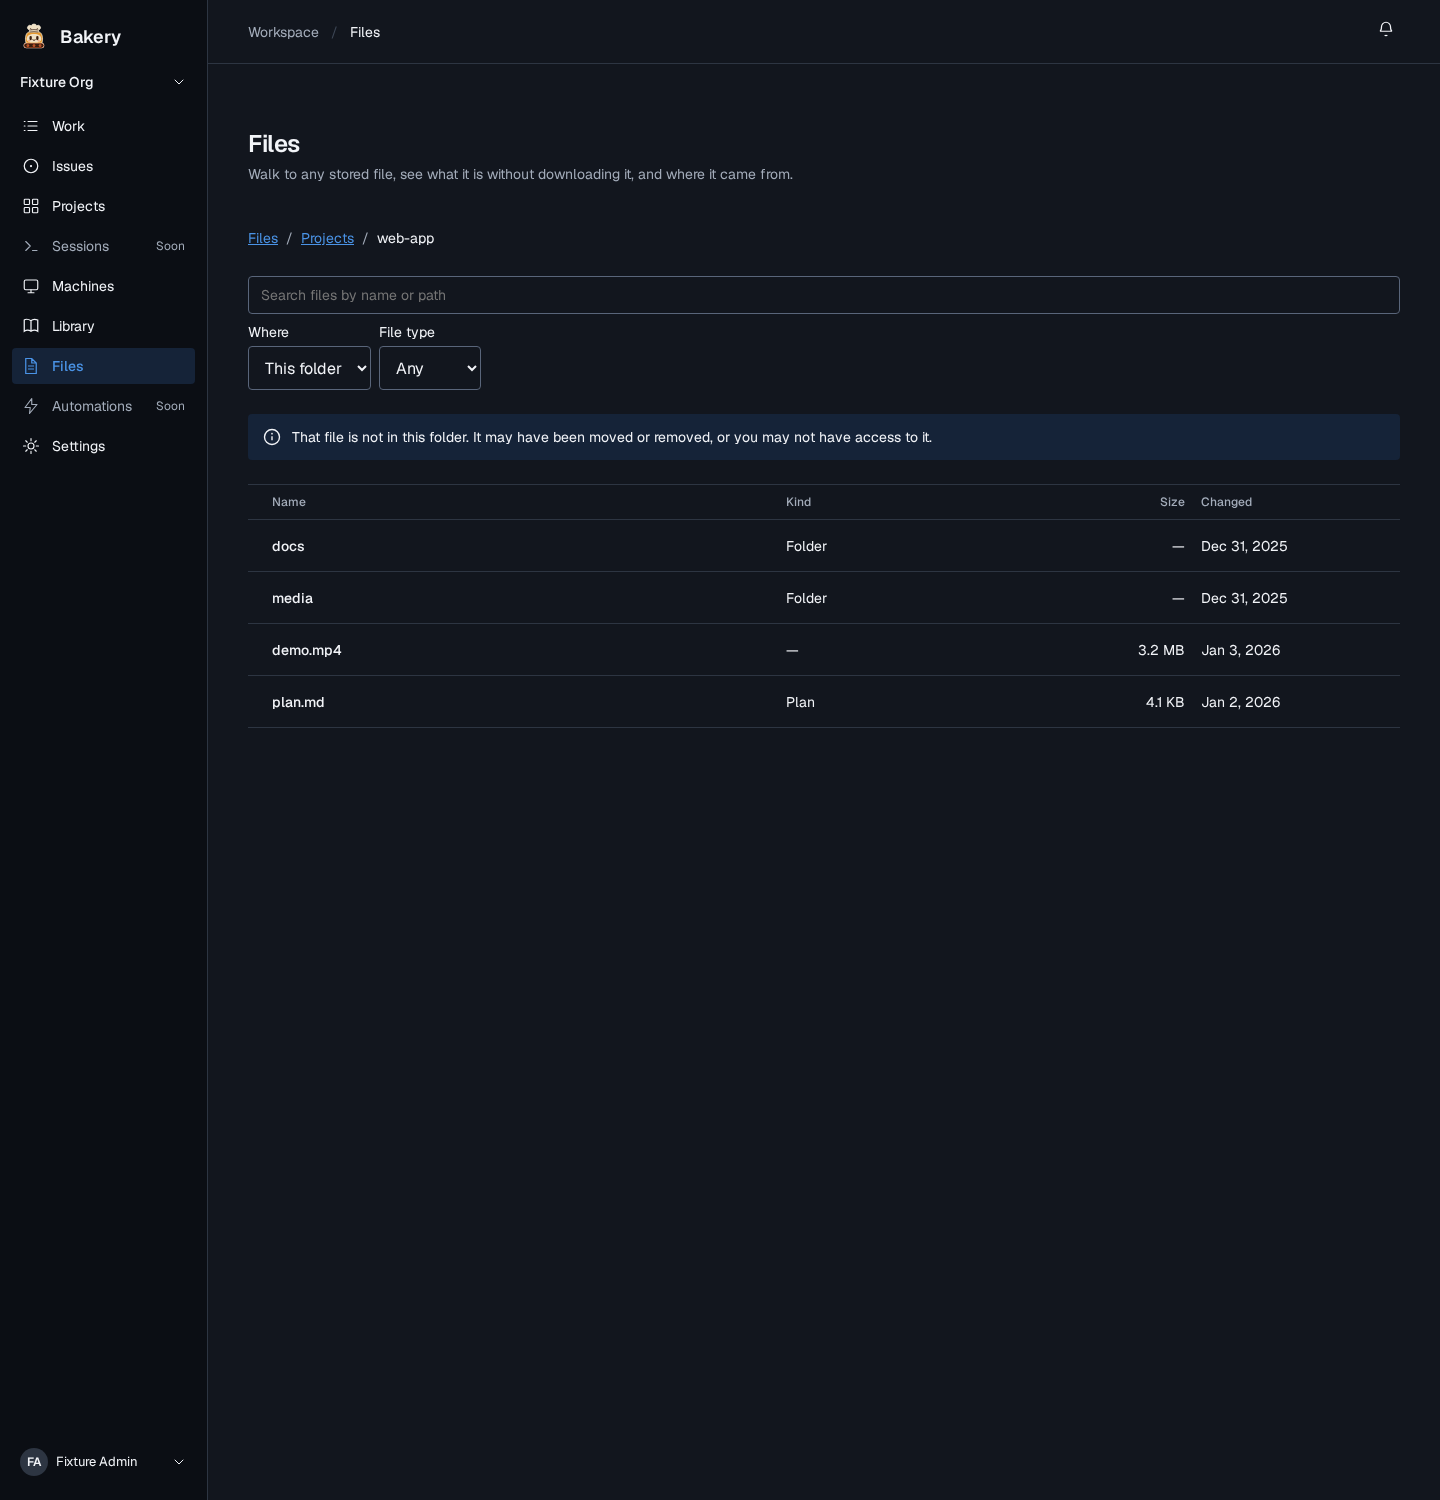 Bakery
Fixture Org
Work
Issues
Projects
Sessions Soon
Machines
Library
Files
Automations Soon
Settings
FA Fixture Admin
Workspace / Files
Files
Walk to any stored file, see what it is without downloading it, and where it came from.
Files / Projects / web-app
Search files by name or path
Where File type
This folder Any
That file is not in this folder. It may have been moved or removed, or you may not have access to it.
Name Kind Size Changed
docs Folder — Dec 31, 2025
media Folder — Dec 31, 2025
demo.mp4 — 3.2 MB Jan 3, 2026
plan.md Plan 4.1 KB Jan 2, 2026